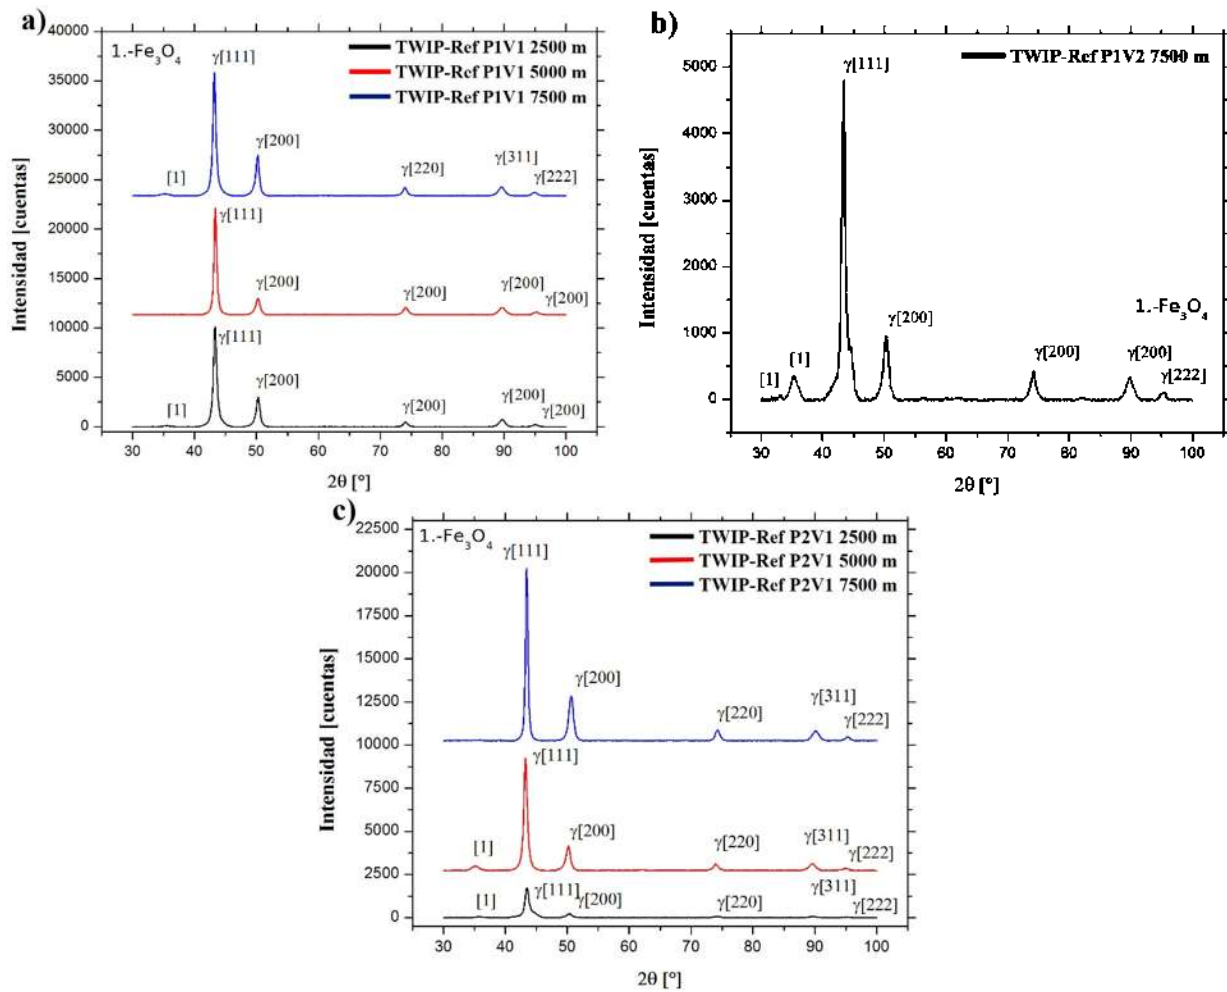 a)
1.-Fe₃O₄
TWIP-Ref P1V1 2500 m
TWIP-Ref P1V1 5000 m
TWIP-Ref P1V1 7500 m
γ[111]
γ[200]
[1]
γ[220]
γ[311]
γ[222]
γ[111]
γ[200]
γ[200]
γ[200]
γ[200]
γ[111]
[1]
γ[200]
γ[200]
γ[200]
γ[200]
40000
35000
30000
25000
20000
15000
10000
5000
0
Intensidad [cuentas]
30 40 50 60 70 80 90 100
2θ [°]
b)
TWIP-Ref P1V2 7500 m
γ[111]
1.-Fe₃O₄
γ[200]
[1]
[1]
γ[200]
γ[200]
γ[222]
5000
4000
3000
2000
1000
0
Intensidad [cuentas]
30 40 50 60 70 80 90 100
2θ [°]
c)
1.-Fe₃O₄
TWIP-Ref P2V1 2500 m
TWIP-Ref P2V1 5000 m
TWIP-Ref P2V1 7500 m
γ[111]
γ[200]
γ[220]
γ[311]
γ[222]
γ[111]
[1]
γ[200]
γ[220]
γ[311]
γ[222]
[1]
γ[111]
γ[200]
γ[220]
γ[311]
γ[222]
22500
20000
17500
15000
12500
10000
7500
5000
2500
0
Intensidad [cuentas]
30 40 50 60 70 80 90 100
2θ [°]